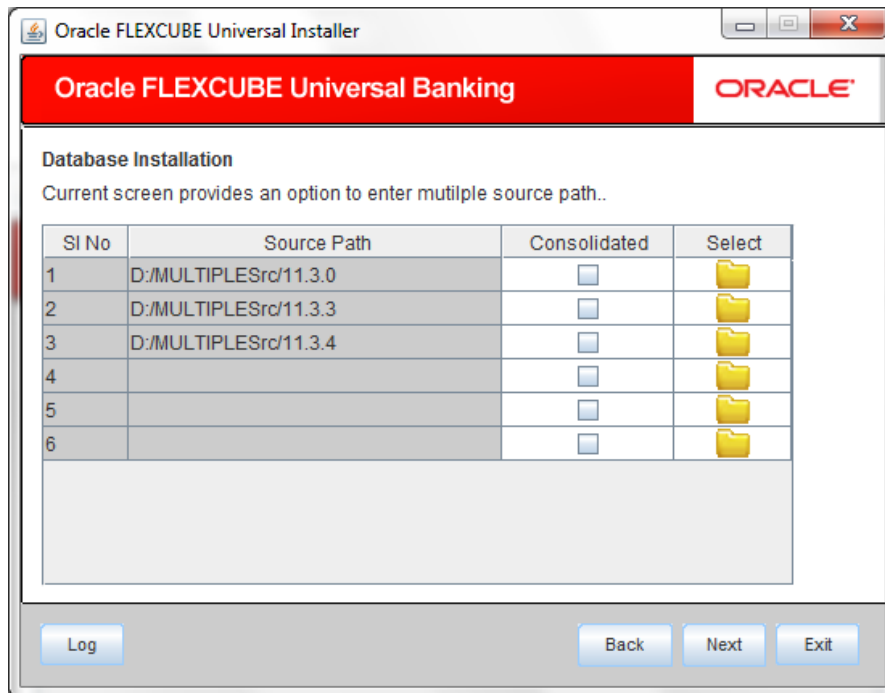 Oracle FLEXCUBE Universal Installer
Oracle FLEXCUBE Universal Banking ORACLE
Database Installation
Current screen provides an option to enter mutilple source path..
SI No Source Path Consolidated Select
1 D:/MULTIPLESrc/11.3.0
2 D:/MULTIPLESrc/11.3.3
3 D:/MULTIPLESrc/11.3.4
4
5
6
Log Back Next Exit